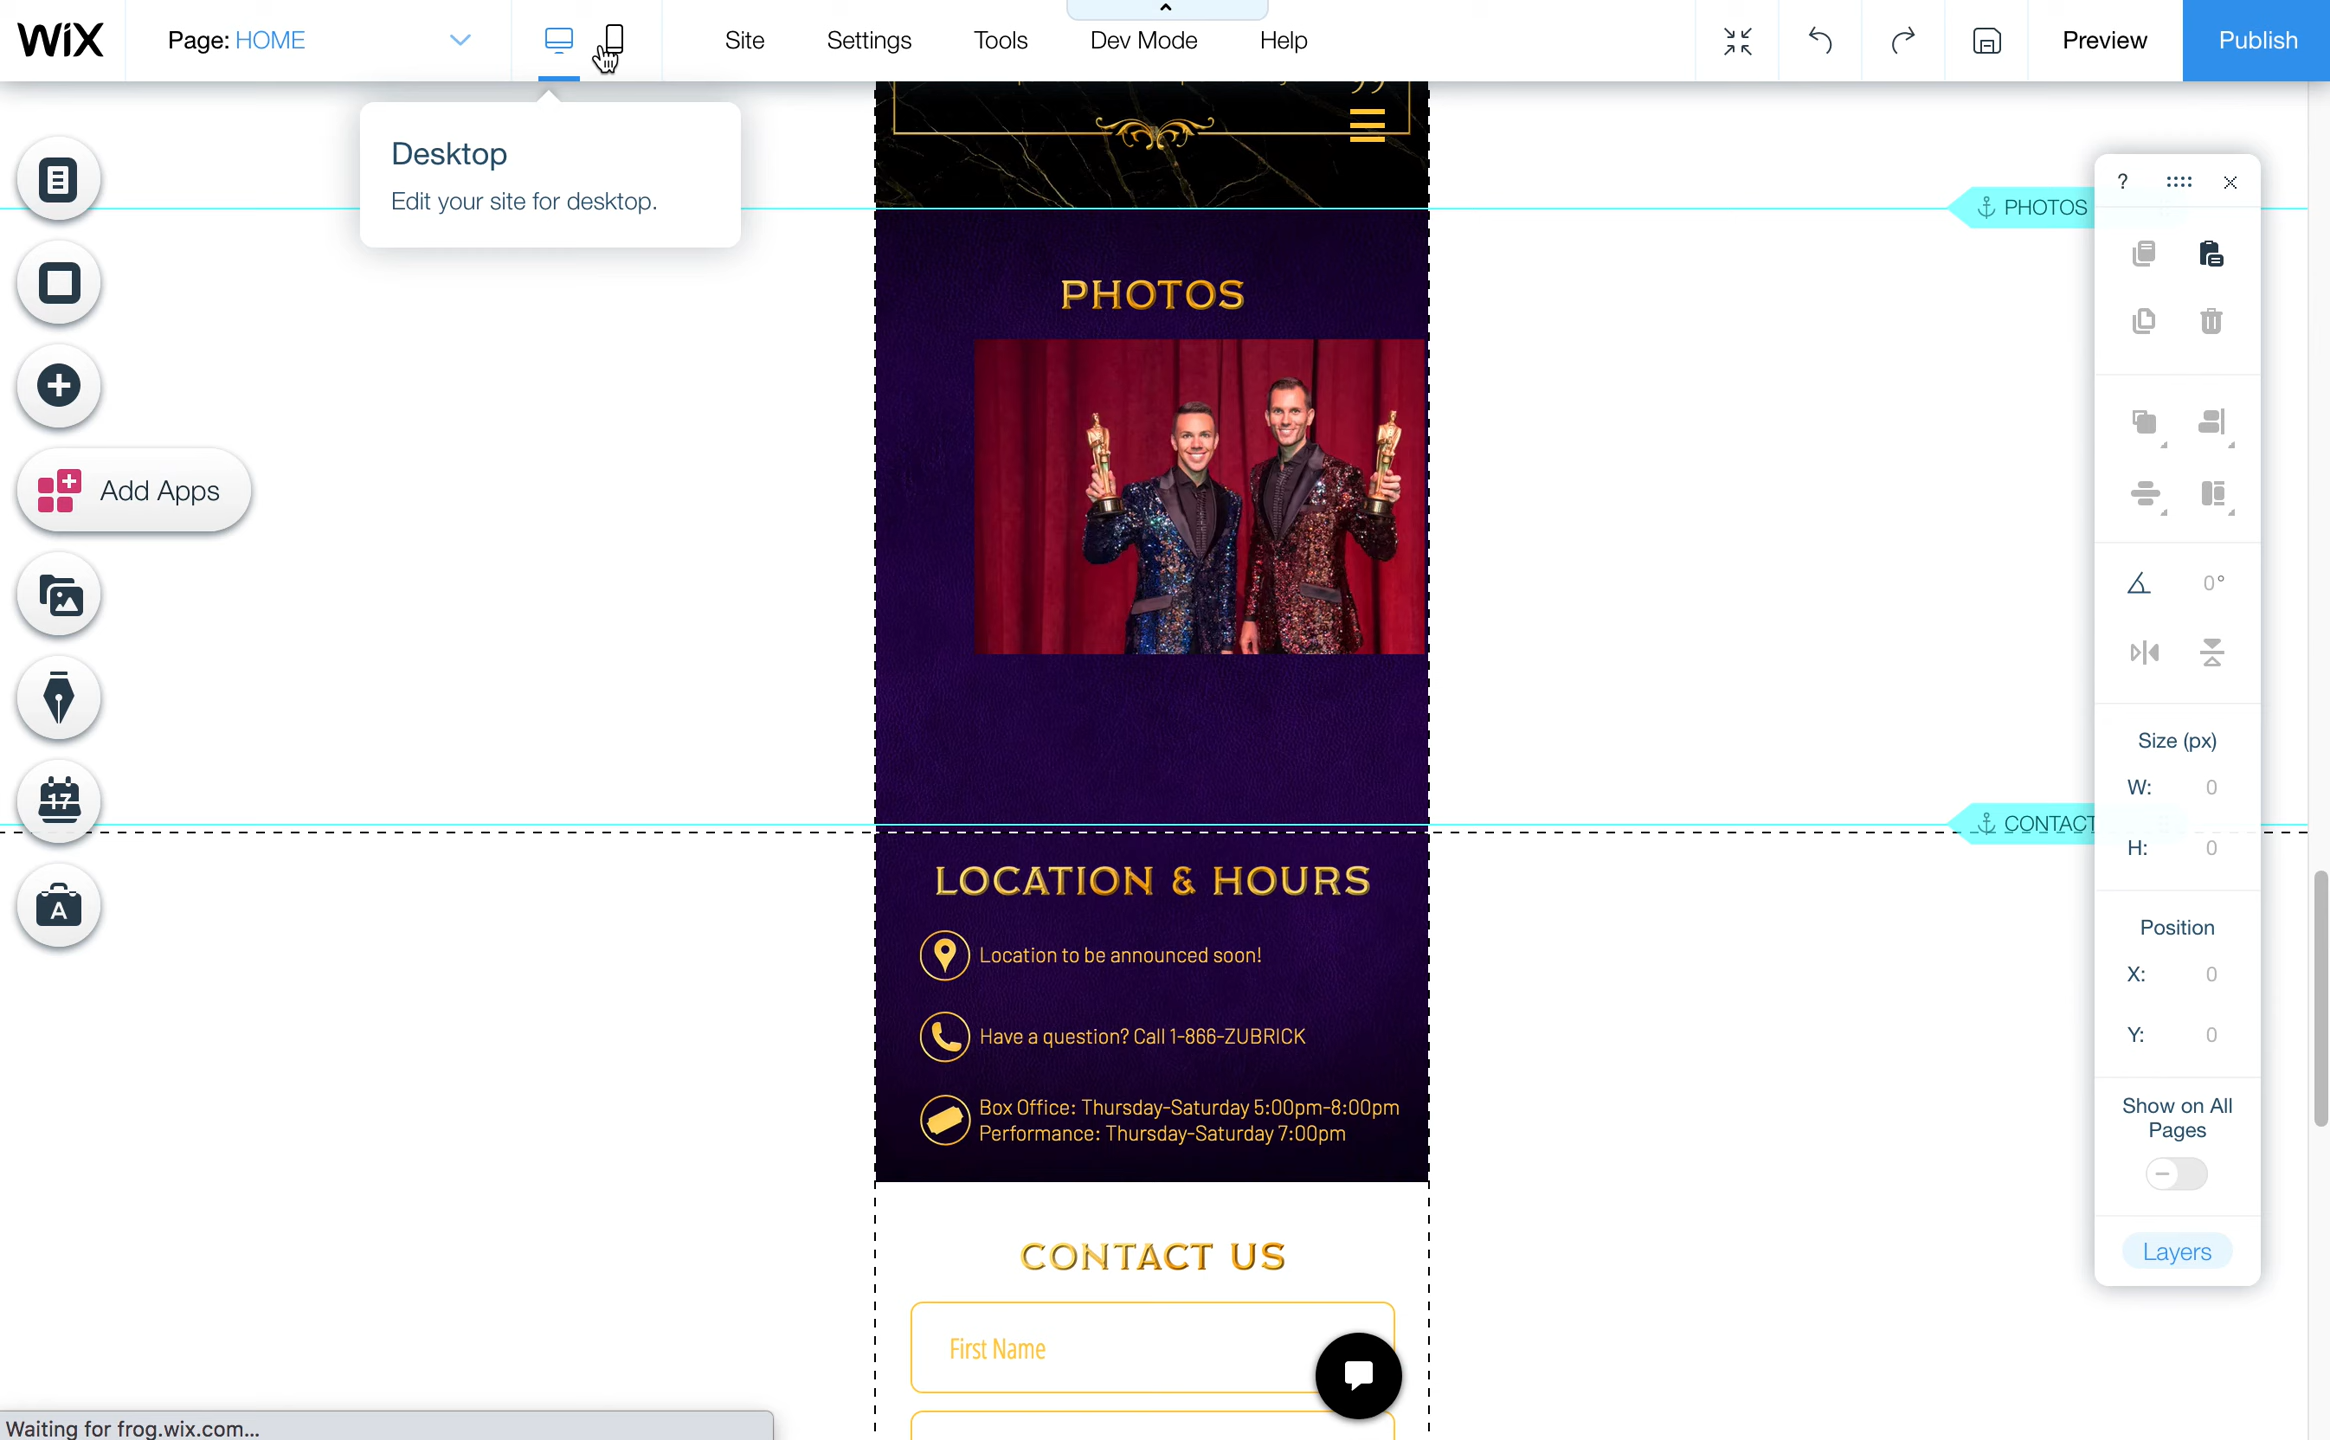 WiX
Page: HOME
Site
Settings
Tools
Dev Mode
Help
Preview
Publish
Desktop
Edit your site for desktop.
PHOTOS
?
PHOTOS
Add Apps
0°
17
Size (px)
W: 0
CONTACT
H: 0
A
LOCATION & HOURS
Location to be announced soon!
Have a question? Call 1-866-ZUBRICK
Box Office: Thursday-Saturday 5:00pm-8:00pm
Performance: Thursday-Saturday 7:00pm
Position
X: 0
Y: 0
Show on All
Pages
Layers
CONTACT US
First Name
Waiting for frog.wix.com...